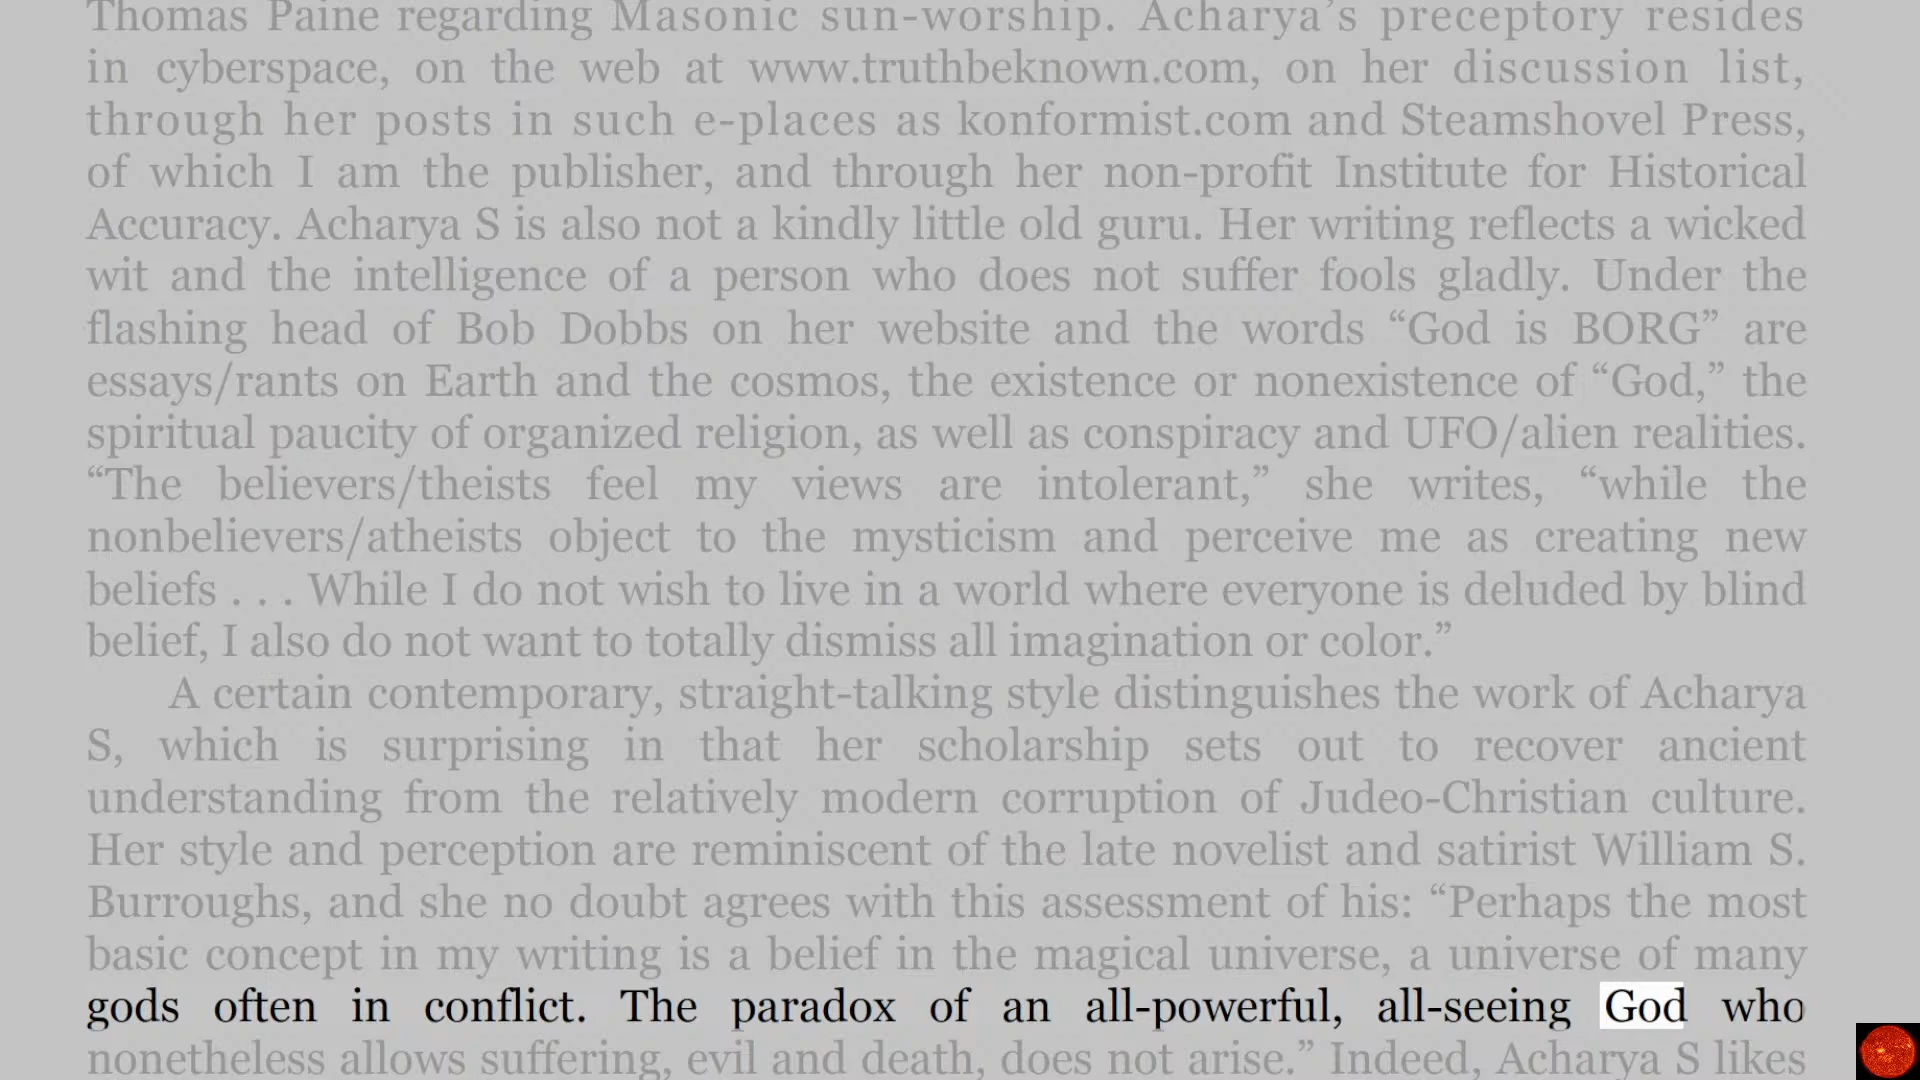 Thomas Paine regarding Masonic sun-worship. Acharya’s preceptory resides
in cyberspace, on the web at www.truthbeknown.com, on her discussion list,
through her posts in such e-places as konformist.com and Steamshovel Press,
of which I am the publisher, and through her non-profit Institute for Historical
Accuracy. Acharya S is also not a kindly little old guru. Her writing reflects a wicked
wit and the intelligence of a person who does not suffer fools gladly. Under the
flashing head of Bob Dobbs on her website and the words “God is BORG” are
essays/rants on Earth and the cosmos, the existence or nonexistence of “God,” the
spiritual paucity of organized religion, as well as conspiracy and UFO/alien realities.
“The believers/theists feel my views are intolerant,” she writes, “while the
nonbelievers/atheists object to the mysticism and perceive me as creating new
beliefs . . . While I do not wish to live in a world where everyone is deluded by blind
belief, I also do not want to totally dismiss all imagination or color.”
A certain contemporary, straight-talking style distinguishes the work of Acharya
S, which is surprising in that her scholarship sets out to recover ancient
understanding from the relatively modern corruption of Judeo-Christian culture.
Her style and perception are reminiscent of the late novelist and satirist William S.
Burroughs, and she no doubt agrees with this assessment of his: “Perhaps the most
basic concept in my writing is a belief in the magical universe, a universe of many
gods often in conflict. The paradox of an all-powerful, all-seeing God who
nonetheless allows suffering, evil and death, does not arise.” Indeed, Acharya S likes